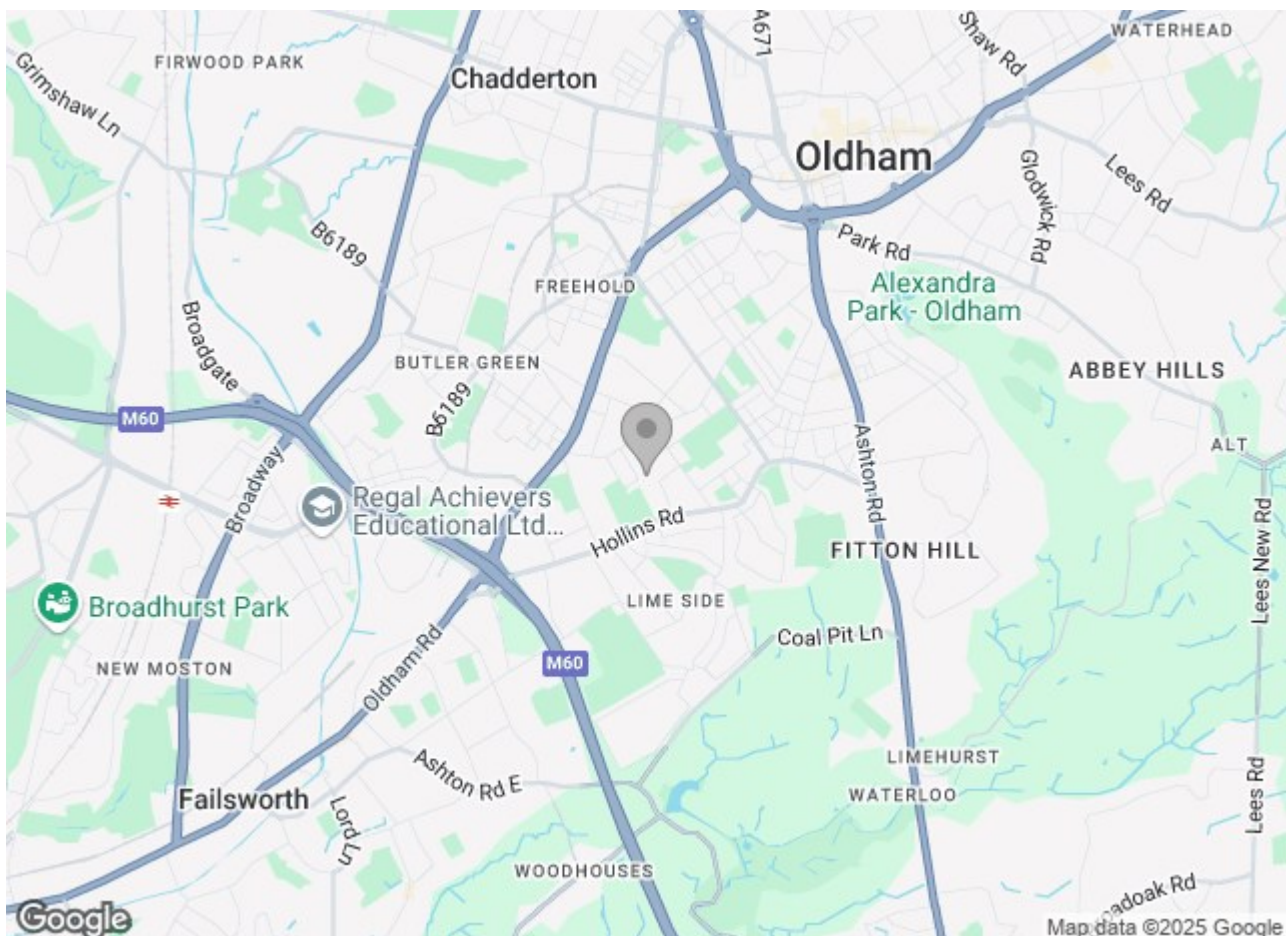 WATERHEAD
Shaw Rd
A671
FIRWOOD PARK
Grimshaw Ln
Chadderton
Oldham
Glodwick Rd
Lees Rd
B6189
Park Rd
FREEHOLD
Alexandra
Park - Oldham
Broadgate
BUTLER GREEN
ABBEY HILLS
M60
B6189
Ashton Rd
ALT
Broadway
Regal Achievers
Educational Ltd...
Hollins Rd
FITTON HILL
Lees New Rd
Broadhurst Park
LIME SIDE
Coal Pit Ln
NEW MOSTON
Oldham Rd
M60
LIMEHURST
Ashton Rd E
WATERLOO
Failsworth
Lord Ln
Lees Rd
WOODHOUSES
oadoak Rd
Google
Map data ©2025 Google